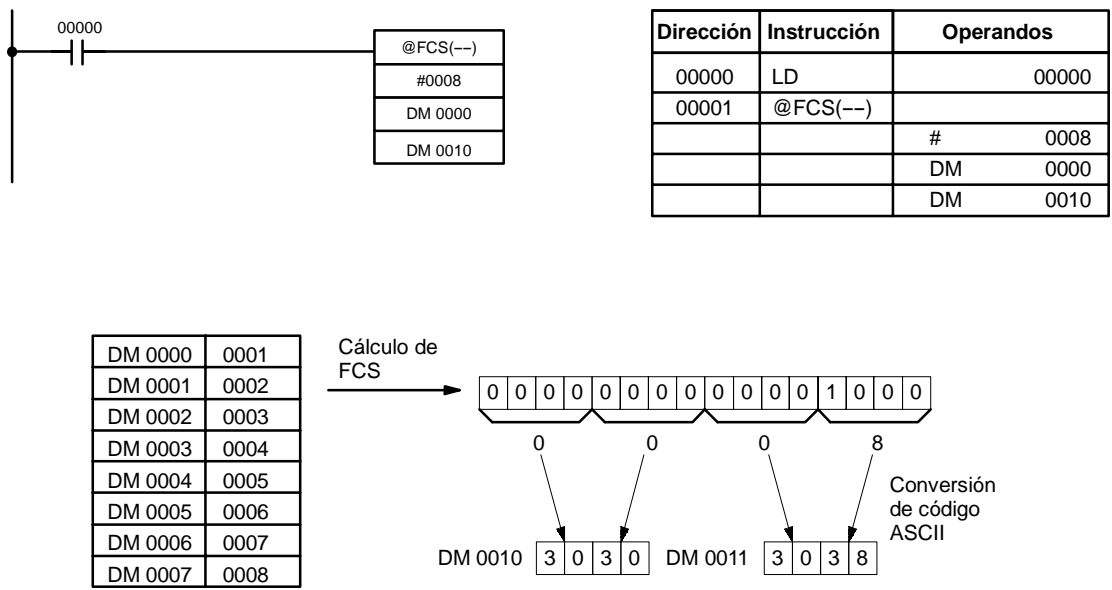 00000
@FCS(––)
#0008
DM 0000
DM 0010
Dirección Instrucción Operandos
00000 LD 00000
00001 @FCS(––)
# 0008
DM 0000
DM 0010
DM 0000 0001
DM 0001 0002
DM 0002 0003
DM 0003 0004
DM 0004 0005
DM 0005 0006
DM 0006 0007
DM 0007 0008
Cálculo de
FCS
0 0 0 0 0 0 0 0 0 0 0 0 1 0 0 0
0 0 0 8
Conversión
de código
ASCII
DM 0010 3 0 3 0 DM 0011 3 0 3 8